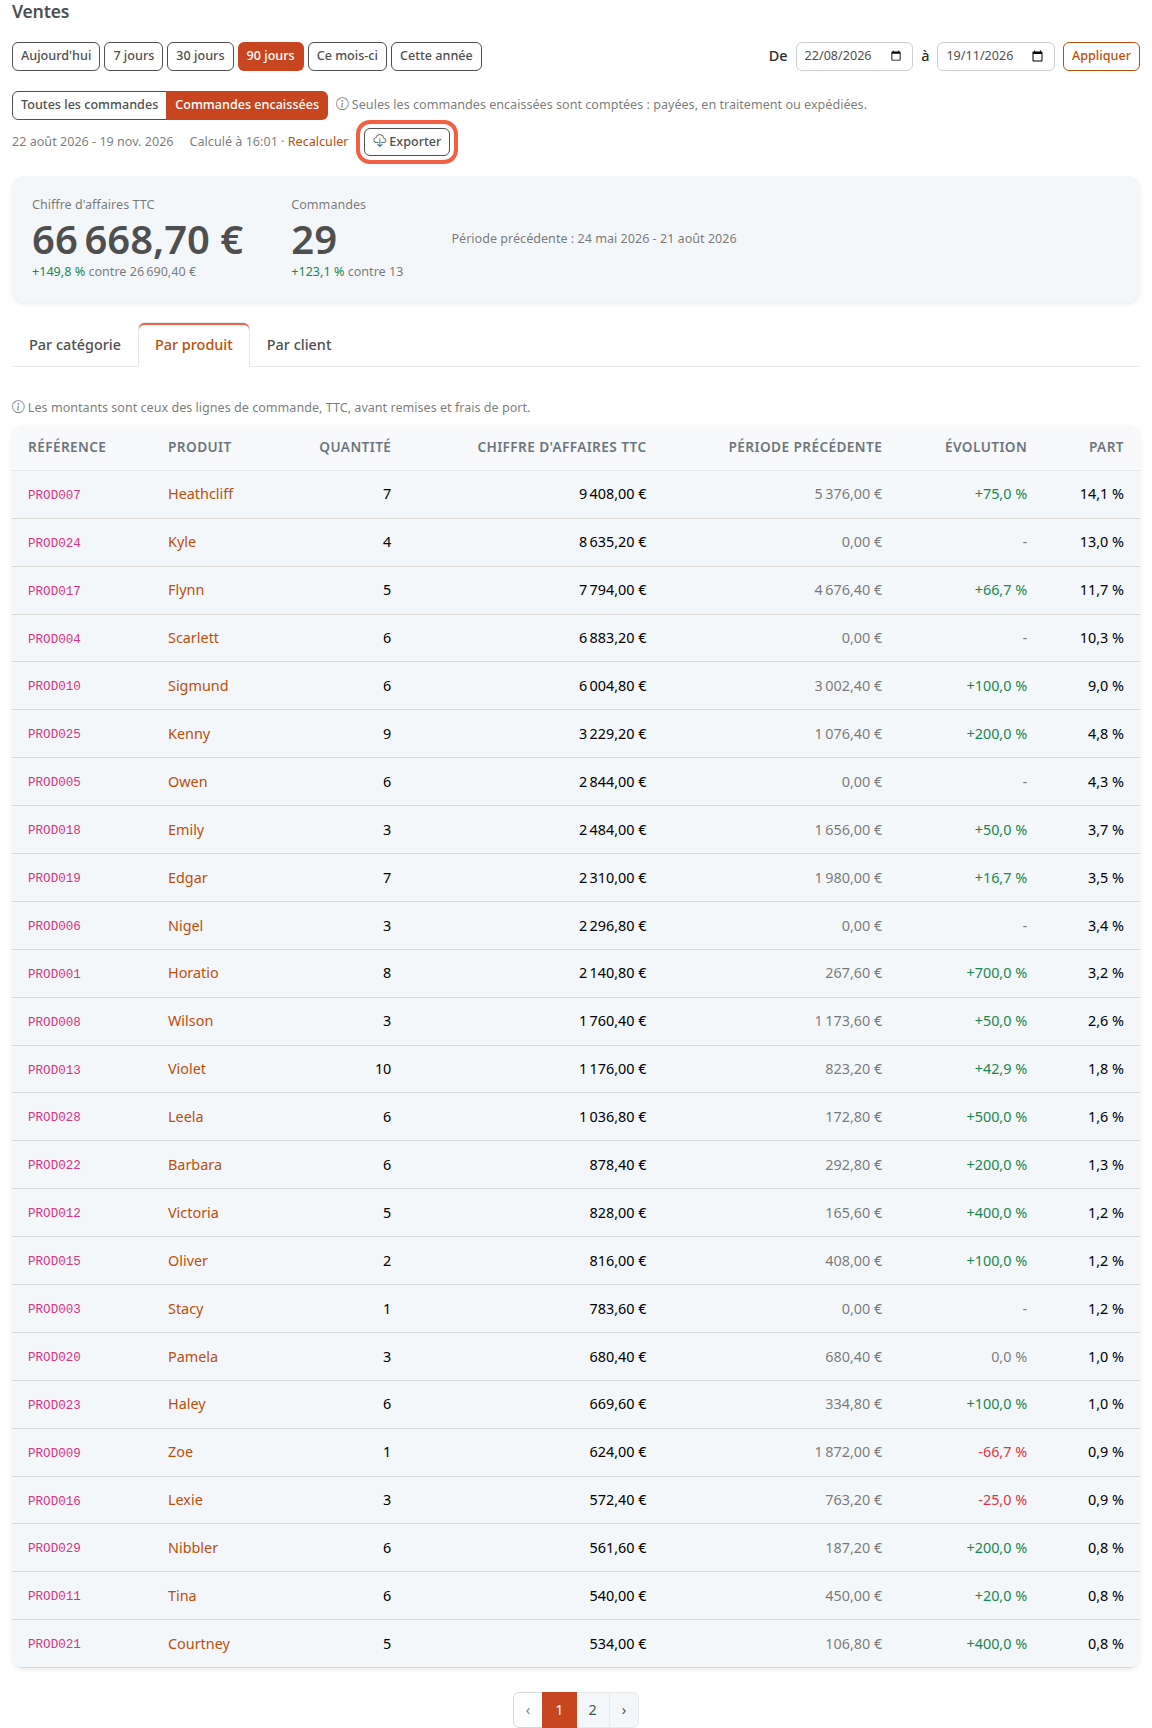 Ventes
Aujourd'hui 7 jours 30 jours 90 jours Ce mois-ci Cette année De 22/08/2026 à 19/11/2026 Appliquer
Toutes les commandes Commandes encaissées Seules les commandes encaissées sont comptées : payées, en traitement ou expédiées.
22 août 2026 - 19 nov. 2026 Calculé à 16:01 · Recalculer Exporter
Chiffre d'affaires TTC Commandes
66 668,70 € 29 Période précédente : 24 mai 2026 - 21 août 2026
+149,8 % contre 26 690,40 € +123,1 % contre 13
Par catégorie Par produit Par client
Les montants sont ceux des lignes de commande, TTC, avant remises et frais de port.
RÉFÉRENCE PRODUIT QUANTITÉ CHIFFRE D'AFFAIRES TTC PÉRIODE PRÉCÉDENTE ÉVOLUTION PART
PROD007 Heathcliff 7 9 408,00 € 5 376,00 € +75,0 % 14,1 %
PROD024 Kyle 4 8 635,20 € 0,00 € - 13,0 %
PROD017 Flynn 5 7 794,00 € 4 676,40 € +66,7 % 11,7 %
PROD004 Scarlett 6 6 883,20 € 0,00 € - 10,3 %
PROD010 Sigmund 6 6 004,80 € 3 002,40 € +100,0 % 9,0 %
PROD025 Kenny 9 3 229,20 € 1 076,40 € +200,0 % 4,8 %
PROD005 Owen 6 2 844,00 € 0,00 € - 4,3 %
PROD018 Emily 3 2 484,00 € 1 656,00 € +50,0 % 3,7 %
PROD019 Edgar 7 2 310,00 € 1 980,00 € +16,7 % 3,5 %
PROD006 Nigel 3 2 296,80 € 0,00 € - 3,4 %
PROD001 Horatio 8 2 140,80 € 267,60 € +700,0 % 3,2 %
PROD008 Wilson 3 1 760,40 € 1 173,60 € +50,0 % 2,6 %
PROD013 Violet 10 1 176,00 € 823,20 € +42,9 % 1,8 %
PROD028 Leela 6 1 036,80 € 172,80 € +500,0 % 1,6 %
PROD022 Barbara 6 878,40 € 292,80 € +200,0 % 1,3 %
PROD012 Victoria 5 828,00 € 165,60 € +400,0 % 1,2 %
PROD015 Oliver 2 816,00 € 408,00 € +100,0 % 1,2 %
PROD003 Stacy 1 783,60 € 0,00 € - 1,2 %
PROD020 Pamela 3 680,40 € 680,40 € 0,0 % 1,0 %
PROD023 Haley 6 669,60 € 334,80 € +100,0 % 1,0 %
PROD009 Zoe 1 624,00 € 1 872,00 € -66,7 % 0,9 %
PROD016 Lexie 3 572,40 € 763,20 € -25,0 % 0,9 %
PROD029 Nibbler 6 561,60 € 187,20 € +200,0 % 0,8 %
PROD011 Tina 6 540,00 € 450,00 € +20,0 % 0,8 %
PROD021 Courtney 5 534,00 € 106,80 € +400,0 % 0,8 %
‹ 1 2 ›